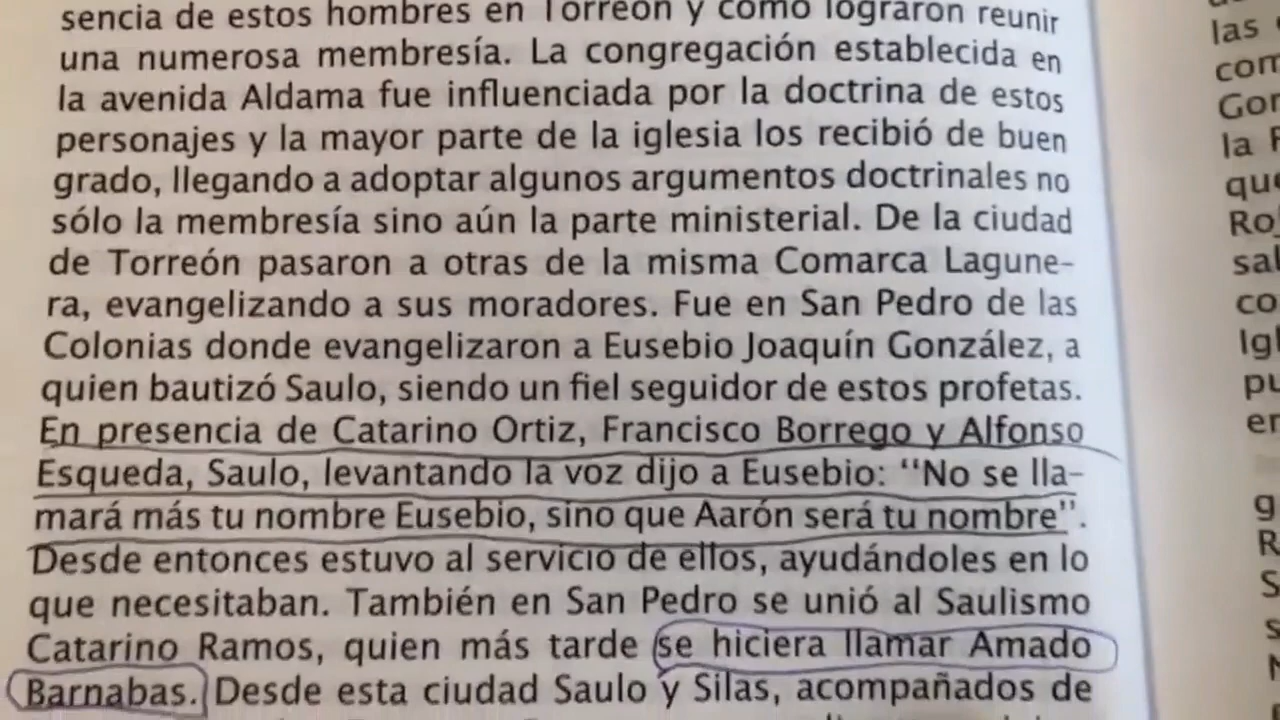 sencia de estos hombres en Torreón y como lograron reunir
una numerosa membresía. La congregación establecida en
la avenida Aldama fue influenciada por la doctrina de estos
personajes y la mayor parte de la iglesia los recibió de buen
grado, llegando a adoptar algunos argumentos doctrinales no
sólo la membresía sino aún la parte ministerial. De la ciudad
de Torreón pasaron a otras de la misma Comarca Lagune-
ra, evangelizando a sus moradores. Fue en San Pedro de las
Colonias donde evangelizaron a Eusebio Joaquín González, a
quien bautizó Saulo, siendo un fiel seguidor de estos profetas.
En presencia de Catarino Ortiz, Francisco Borrego y Alfonso
Esqueda, Saulo, levantando la voz dijo a Eusebio: “No se lla-
mará más tu nombre Eusebio, sino que Aarón será tu nombre”.
Desde entonces estuvo al servicio de ellos, ayudándoles en lo
que necesitaban. También en San Pedro se unió al Saulismo
Catarino Ramos, quien más tarde se hiciera llamar Amado
Barnabas. Desde esta ciudad Saulo y Silas, acompañados de
las
la